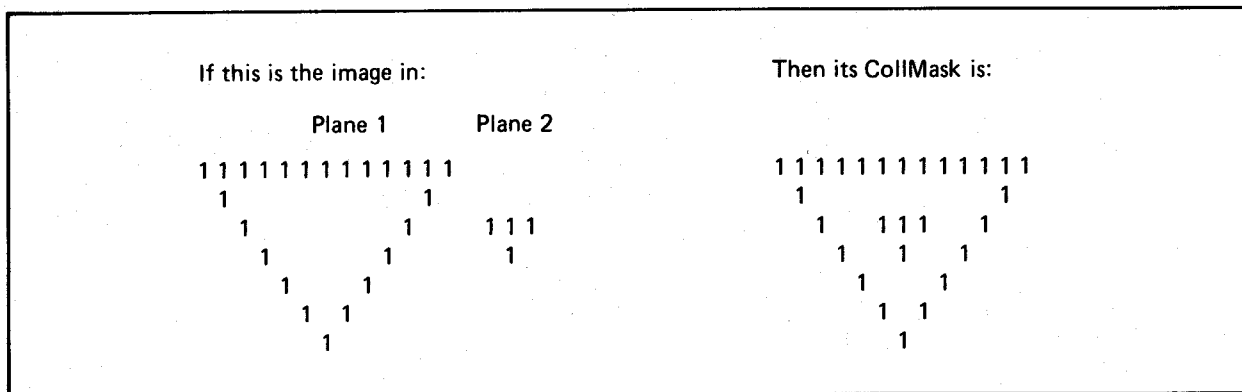 If this is the image in:
Then its CollMask is:
Plane 1 Plane 2
1 1 1 1 1 1 1 1 1 1 1 1 1 1 1 1 1 1 1 1 1 1 1 1 1 1
1 1 1 1
1 1 1 1 1 1 1 1 1 1
1 1 1 1 1 1
1 1 1 1
1 1 1 1
1 1